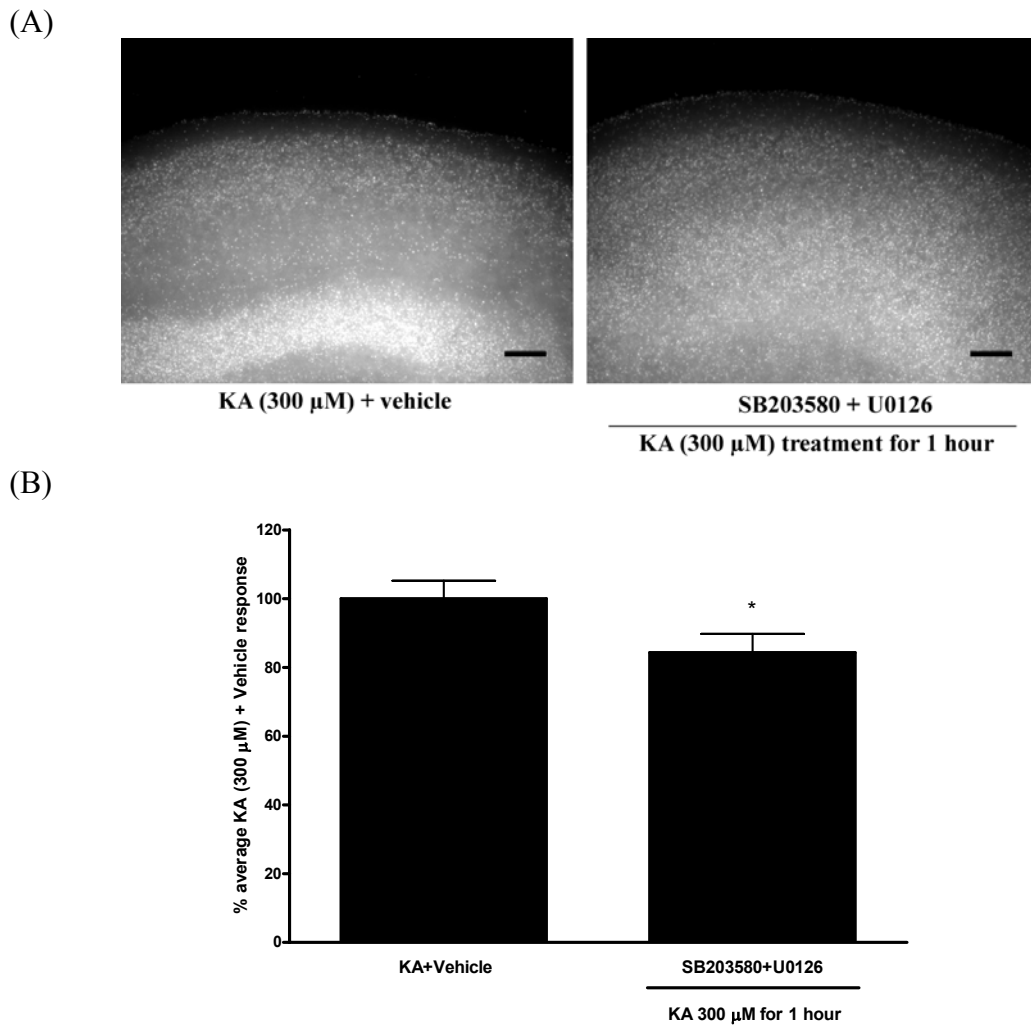 (A)
KA (300 µM) + vehicle
SB203580 + U0126
KA (300 µM) treatment for 1 hour
(B)
% average KA (300 µM) + Vehicle response
120
100
80
60
40
20
0
*
KA+Vehicle
SB203580+U0126
KA 300 µM for 1 hour